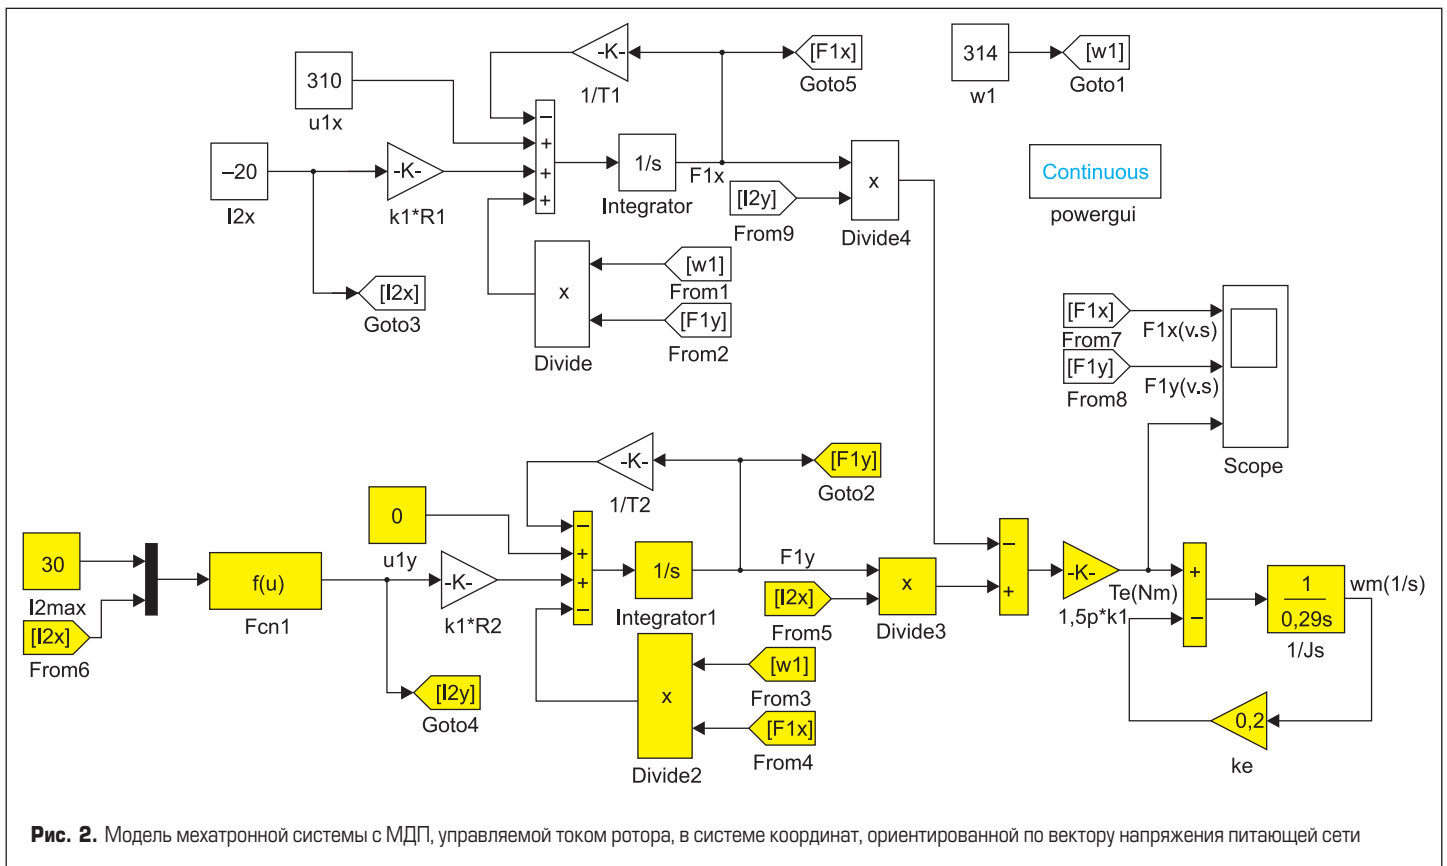 310
u1x
–20
I2x
[I2x]
Goto3
-K-
k1*R1
-K-
1/T1
–
+
+
+
1/s
Integrator
F1x
[F1x]
Goto5
x
Divide
[w1]
From1
[F1y]
From2
[I2y]
From9
x
Divide4
314
w1
[w1]
Goto1
Continuous
powergui
[F1x]
From7
F1x(v.s)
[F1y]
From8
F1y(v.s)
Scope
30
I2max
[I2x]
From6
f(u)
Fcn1
0
u1y
-K-
k1*R2
[I2y]
Goto4
-K-
1/T2
–
+
+
–
1/s
Integrator1
F1y
[F1y]
Goto2
x
Divide2
[w1]
From3
[F1x]
From4
[I2x]
From5
x
Divide3
–
+
-K-
1,5p*k1
Te(Nm)
+
–
1
0,29s
1/Js
wm(1/s)
0,2
ke
Рис. 2. Модель мехатронной системы с МДП, управляемой током ротора, в системе координат, ориентированной по вектору напряжения питающей сети